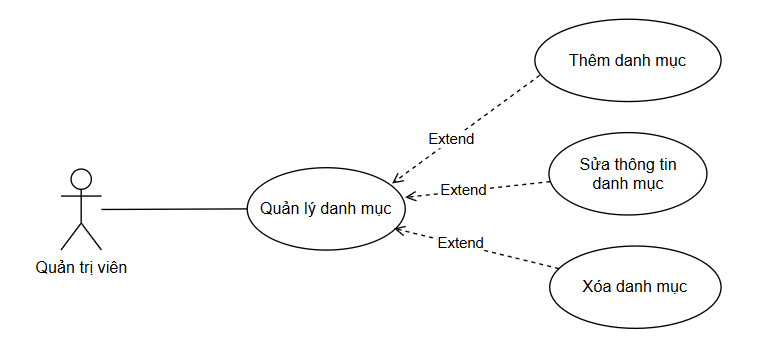 Thêm danh mục
Extend
Sửa thông tin
danh mục
Extend
Quản lý danh mục
Extend
Quản trị viên
Xóa danh mục